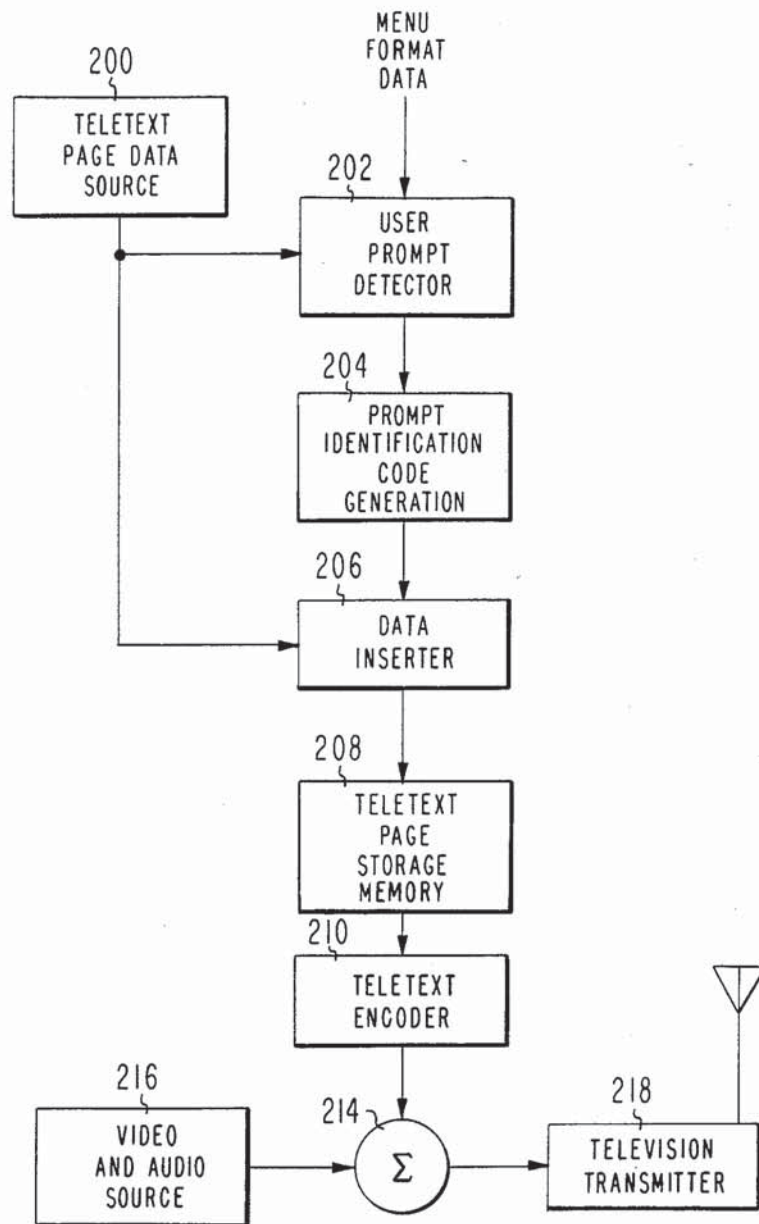 MENU
FORMAT
DATA
200
TELETEXT
PAGE DATA
SOURCE
202
USER
PROMPT
DETECTOR
204
PROMPT
IDENTIFICATION
CODE
GENERATION
206
DATA
INSERTER
208
TELETEXT
PAGE
STORAGE
MEMORY
210
TELETEXT
ENCODER
216
VIDEO
AND AUDIO
SOURCE
214
Σ
218
TELEVISION
TRANSMITTER